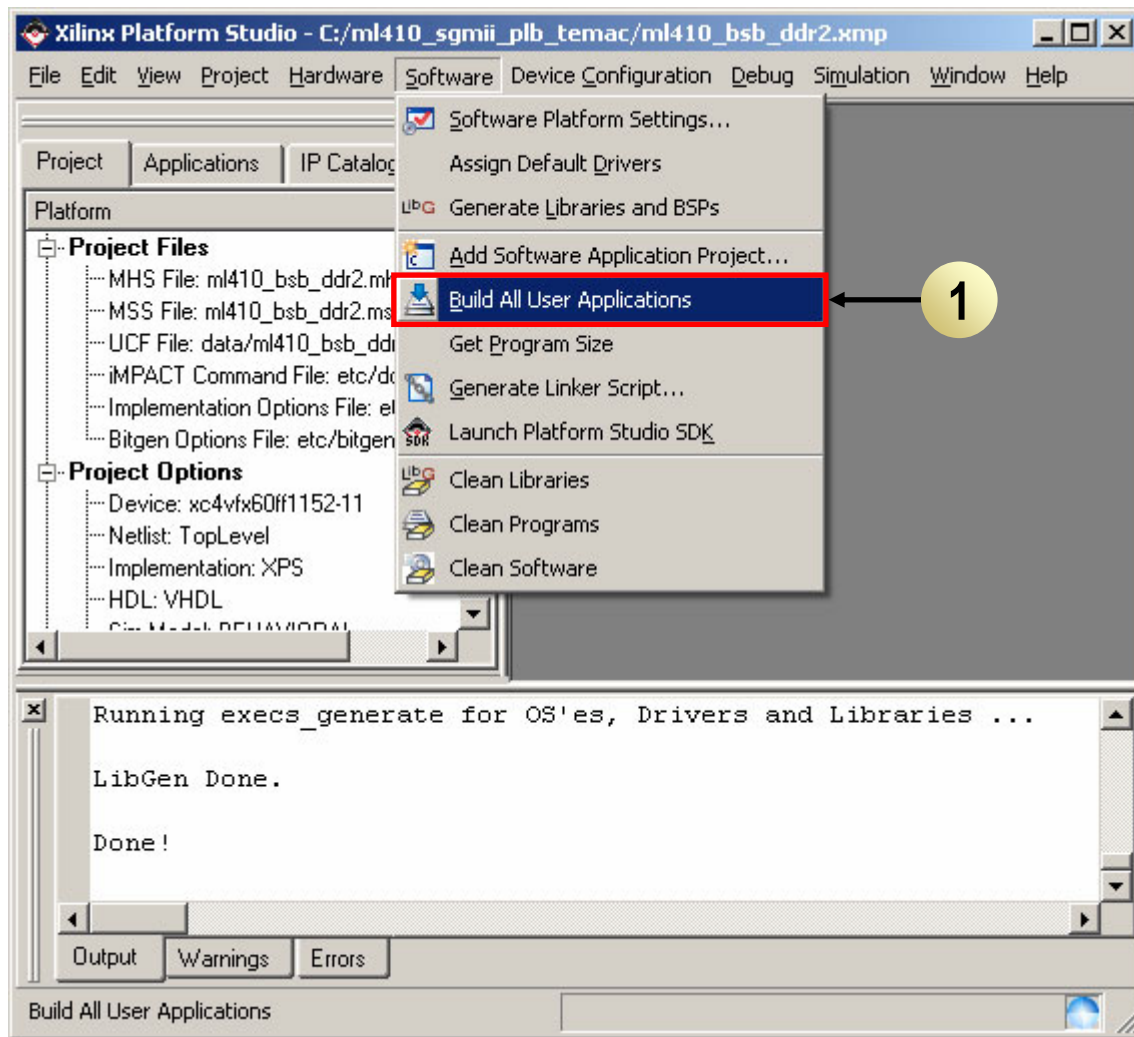 Xilinx Platform Studio - C:/ml410_sgmii_plb_temac/ml410_bsb_ddr2.xmp
File Edit View Project Hardware Software Device Configuration Debug Simulation Window Help
Project Applications IP Catalog
Platform
Project Files
MHS File: ml410_bsb_ddr2.mh
MSS File: ml410_bsb_ddr2.ms
UCF File: data/ml410_bsb_ddr
iMPACT Command File: etc/do
Implementation Options File: et
Bitgen Options File: etc/bitgen
Project Options
Device: xc4vfx60ff1152-11
Netlist: TopLevel
Implementation: XPS
HDL: VHDL
Sim Model: BEHAVIORAL
Software Platform Settings...
Assign Default Drivers
LibG Generate Libraries and BSPs
Add Software Application Project...
Build All User Applications
1
Get Program Size
Generate Linker Script...
SDK Launch Platform Studio SDK
LibG Clean Libraries
Clean Programs
Clean Software
Running execs_generate for OS'es, Drivers and Libraries ...
LibGen Done.
Done!
Output Warnings Errors
Build All User Applications